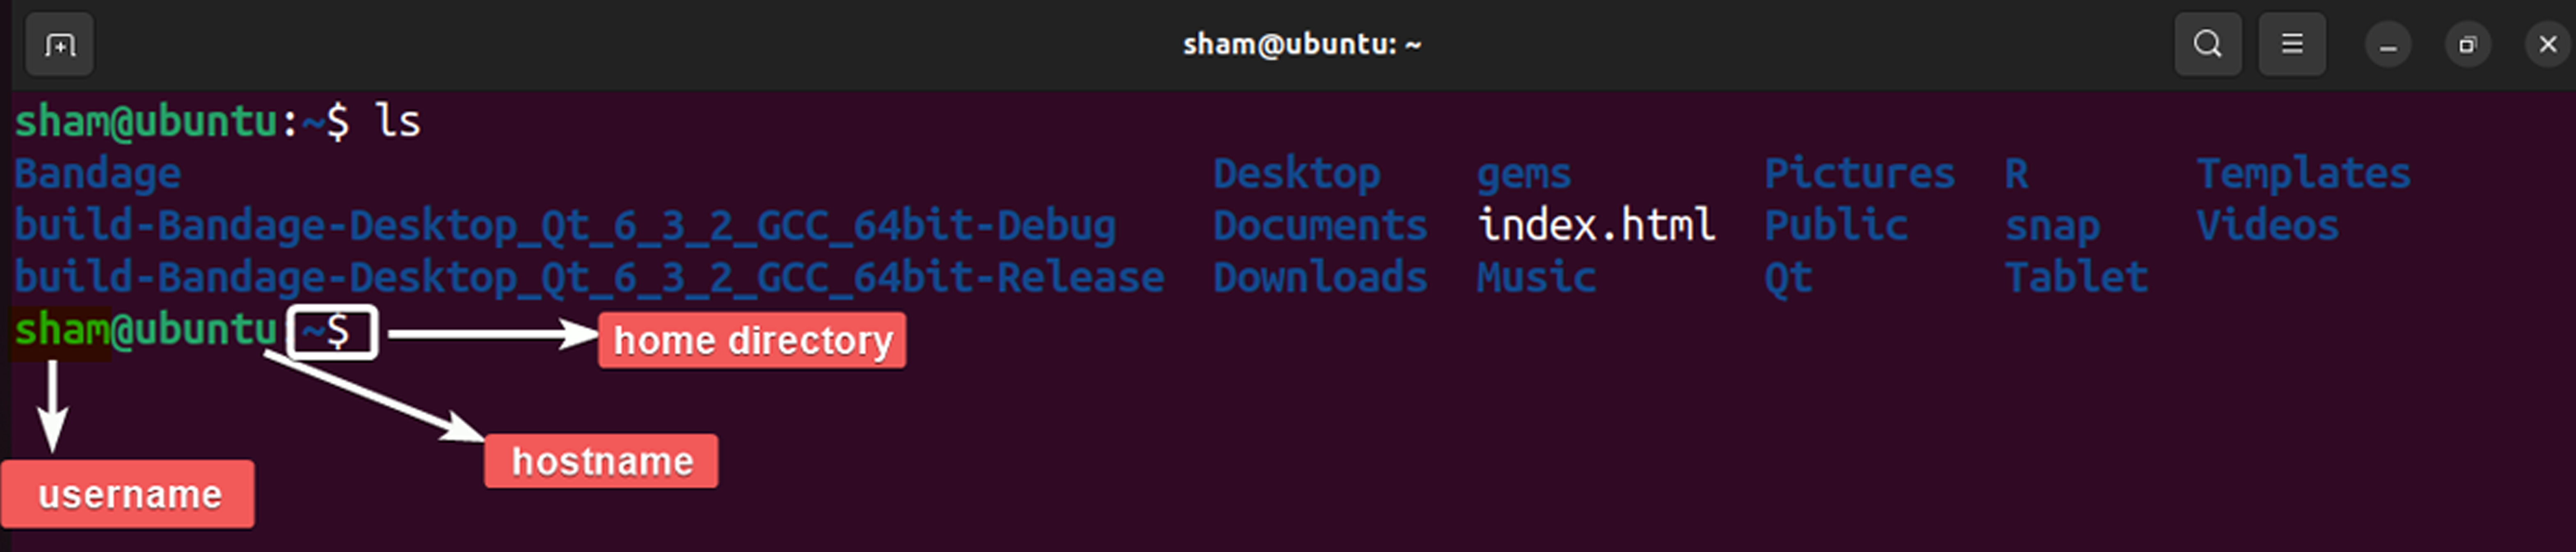 sham@ubuntu: ~
sham@ubuntu:~$ ls
Bandage Desktop gems Pictures R Templates
build-Bandage-Desktop_Qt_6_3_2_GCC_64bit-Debug Documents index.html Public snap Videos
build-Bandage-Desktop_Qt_6_3_2_GCC_64bit-Release Downloads Music Qt Tablet
sham@ubuntu ~$ home directory
hostname
username